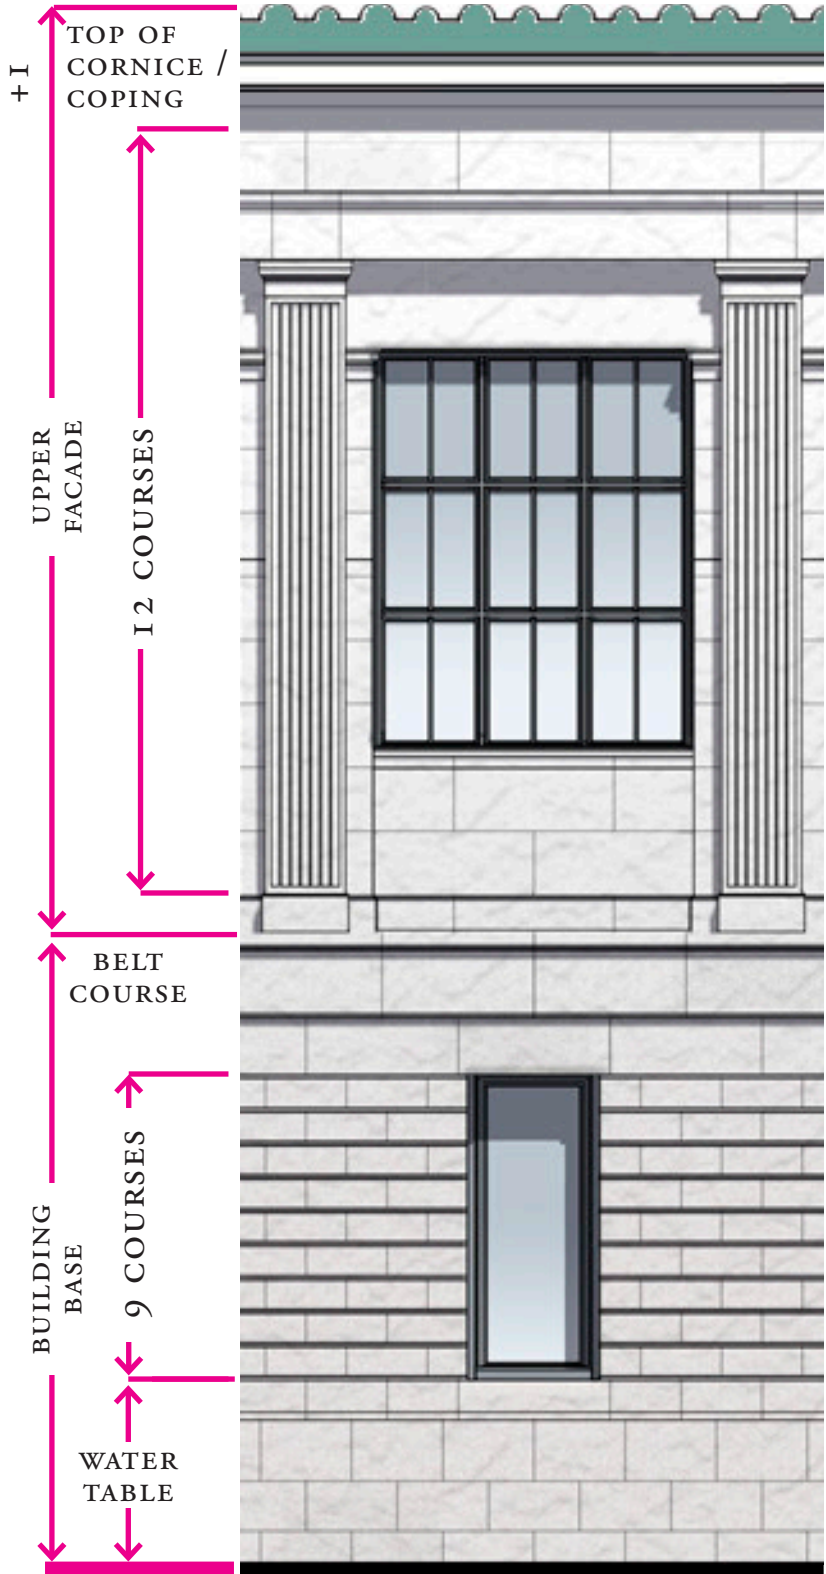 +1
TOP OF
CORNICE /
COPING
UPPER
FACADE
12 COURSES
BELT
COURSE
BUILDING
BASE
9 COURSES
WATER
TABLE